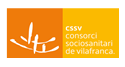 cssv
consorci
sociosanitari
de vilafranca.